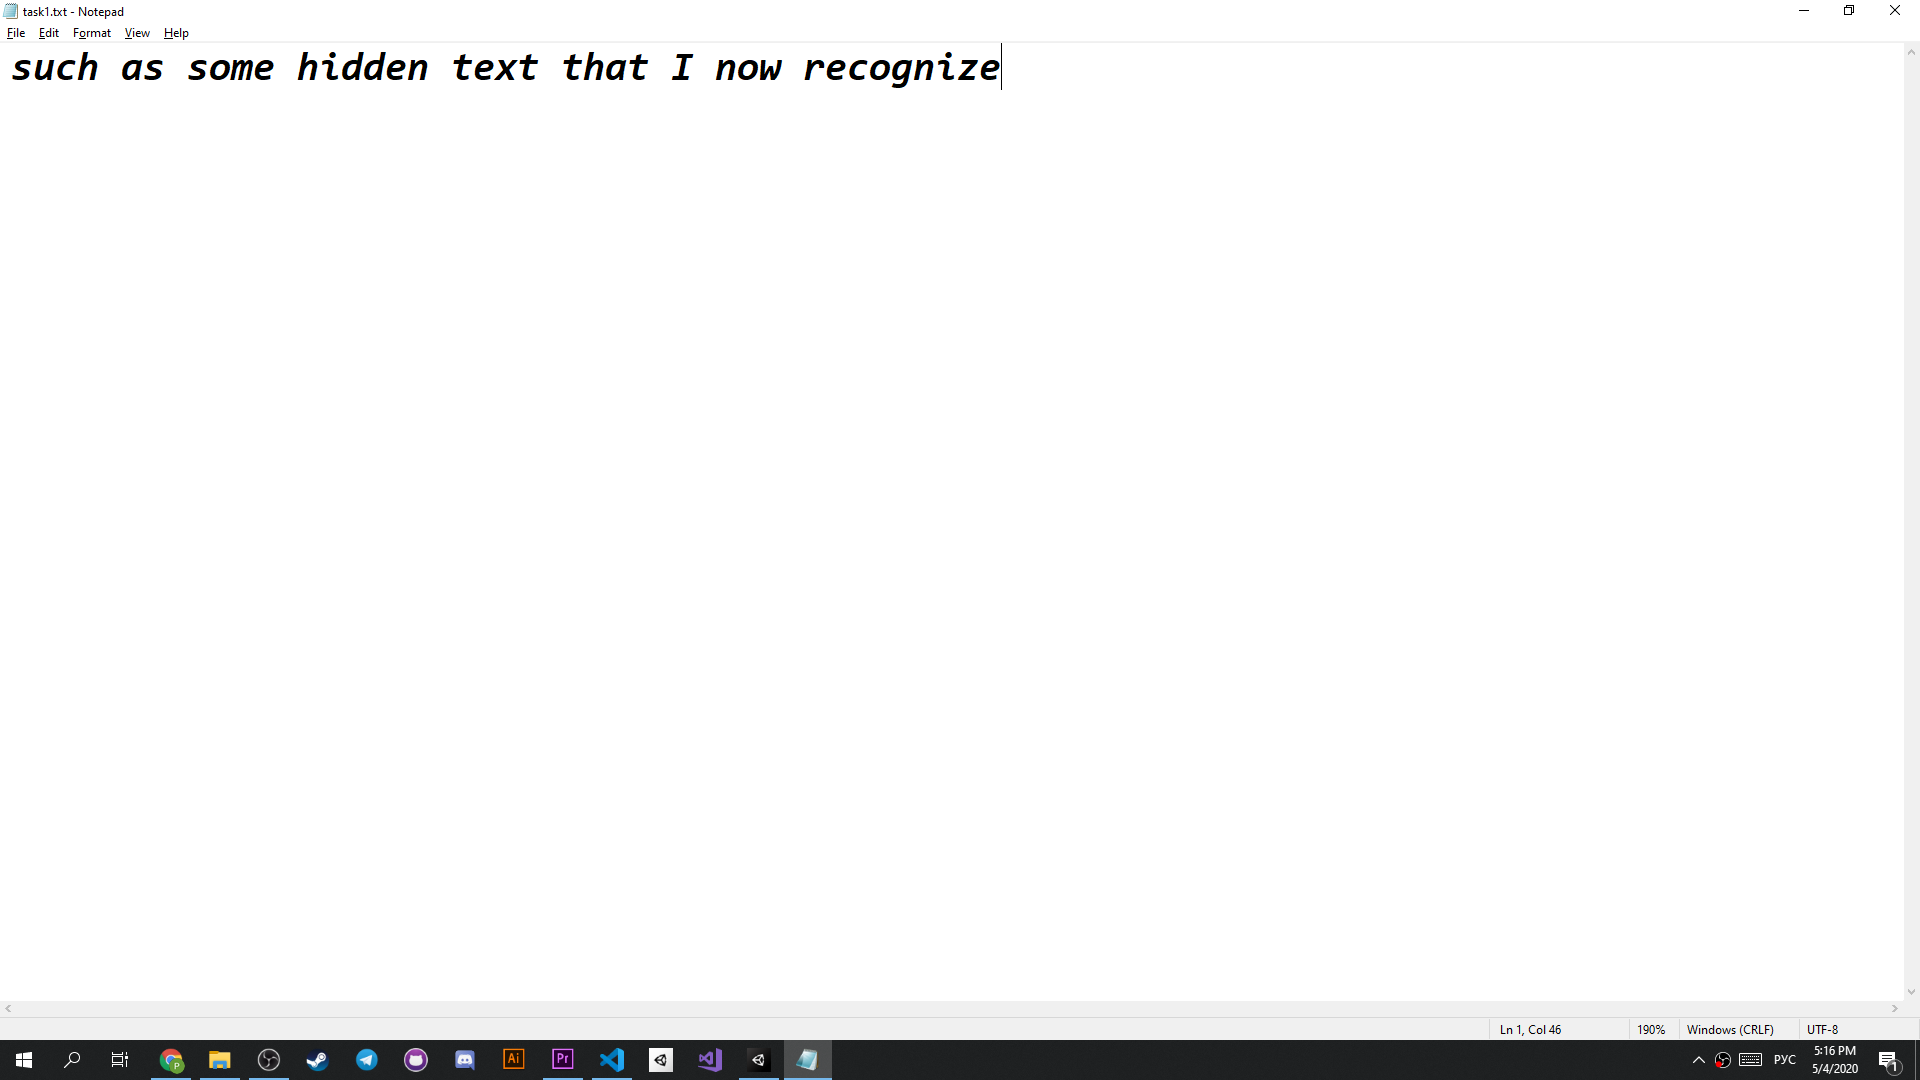 task1.txt - Notepad
File Edit Format View Help
such as some hidden text that I now recognize
Ln 1, Col 46 190% Windows (CRLF) UTF-8
P Ai Pr РУС 5:16 PM
5/4/2020 1